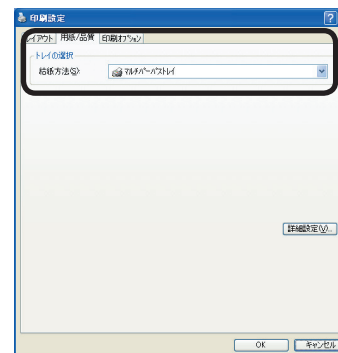 印刷設定
レイアウト 用紙/品質 印刷ｵﾌﾟｼｮﾝ
トレイの選択
給紙方法(S): ﾏﾙﾁﾊﾟｰﾊﾟｽﾄﾚｲ
詳細設定(V)...
OK キャンセル